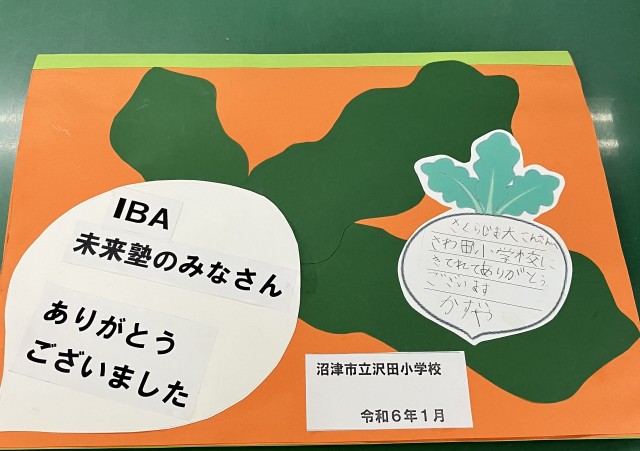 IBA
未来塾のみなさん
ありがとう
ございました
さくらじま大こんさん
さわ田小学校に
きてれてありがとう
ございます
かずや
沼津市立沢田小学校
令和6年1月